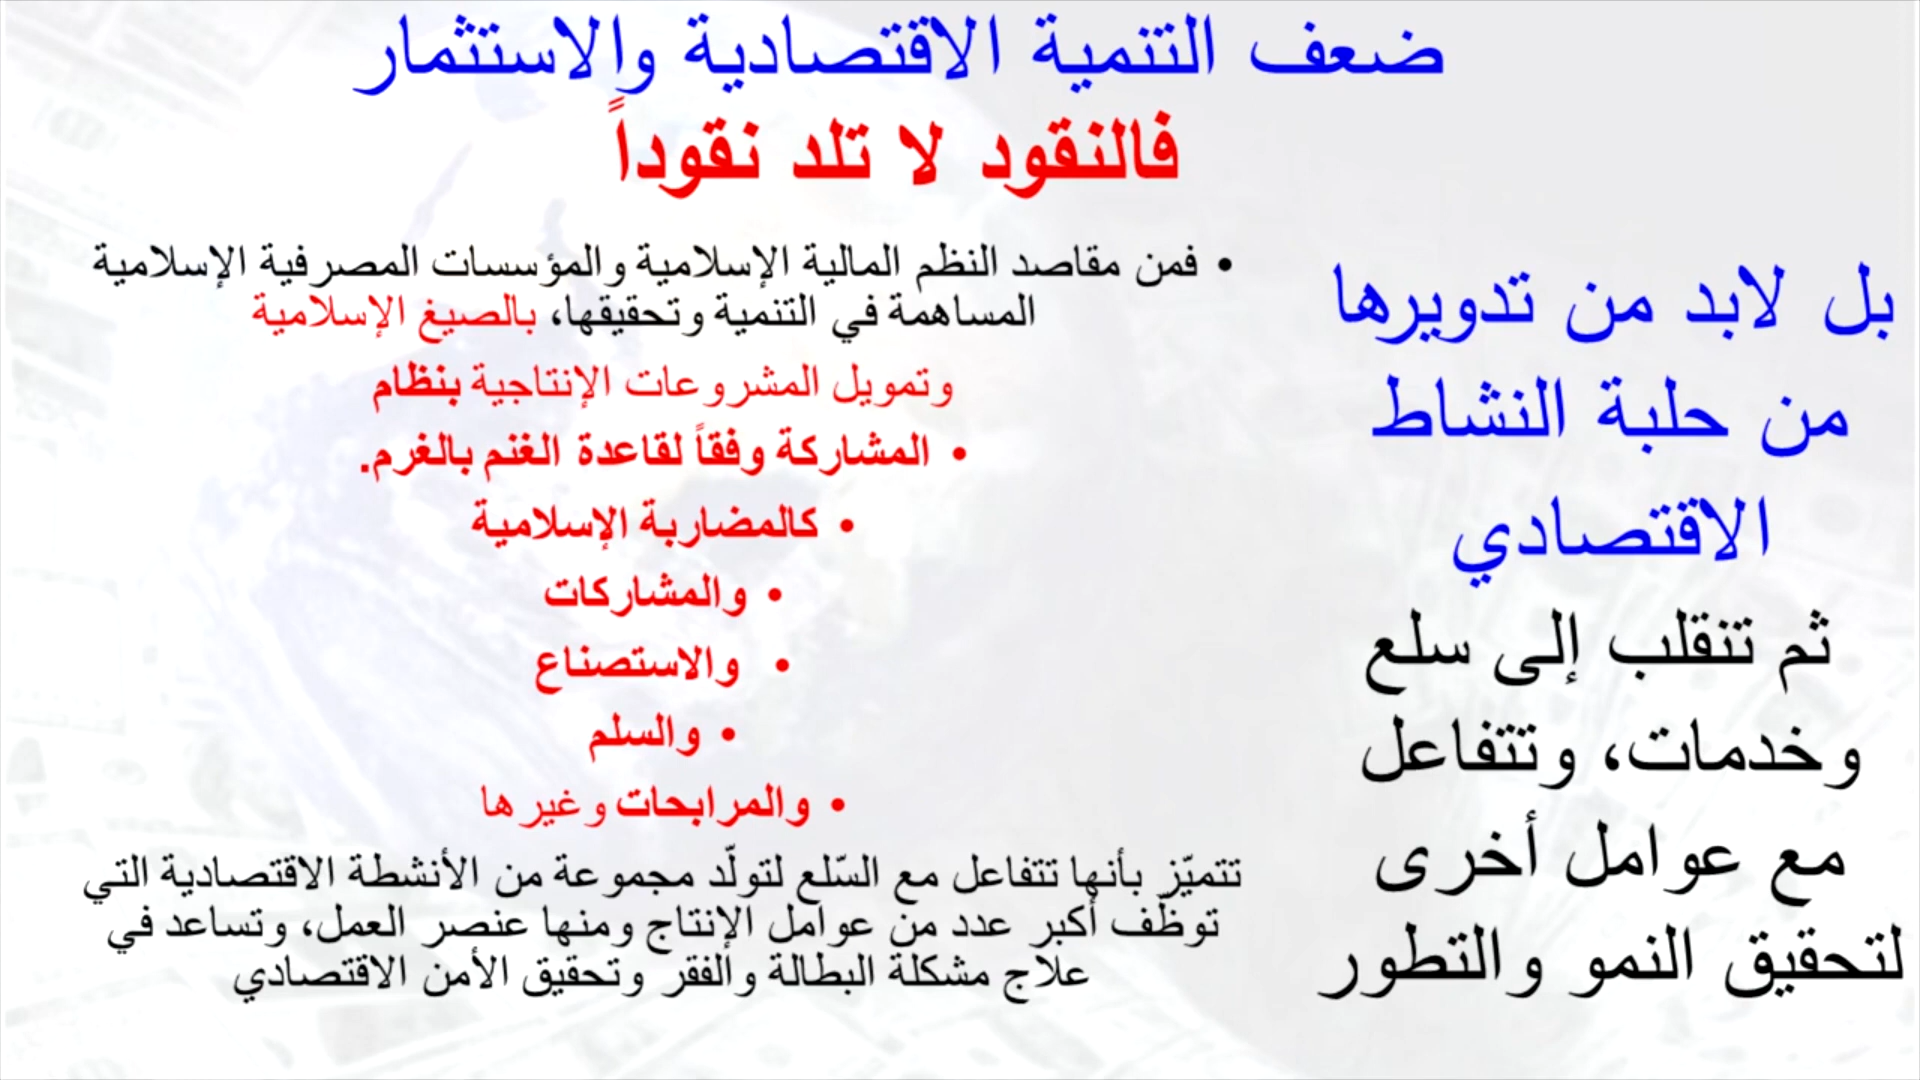 ضعف التنمية الاقتصادية والاستثمار
فالنقود لا تلد نقوداً
بل لابد من تدويرها
من حلبة النشاط
الاقتصادي
ثم تنقلب إلى سلع
وخدمات، وتتفاعل
مع عوامل أخرى
لتحقيق النمو والتطور
• فمن مقاصد النظم المالية الإسلامية والمؤسسات المصرفية الإسلامية
المساهمة في التنمية وتحقيقها، بالصيغ الإسلامية
وتمويل المشروعات الإنتاجية بنظام
• المشاركة وفقاً لقاعدة الغنم بالغرم.
• كالمضاربة الإسلامية
• والمشاركات
• والاستصناع
• والسلم
• والمرابحات وغيرها
تتميّز بأنها تتفاعل مع السّلع لتولّد مجموعة من الأنشطة الاقتصادية التي
توظّف أكبر عدد من عوامل الإنتاج ومنها عنصر العمل، وتساعد في
علاج مشكلة البطالة والفقر وتحقيق الأمن الاقتصادي